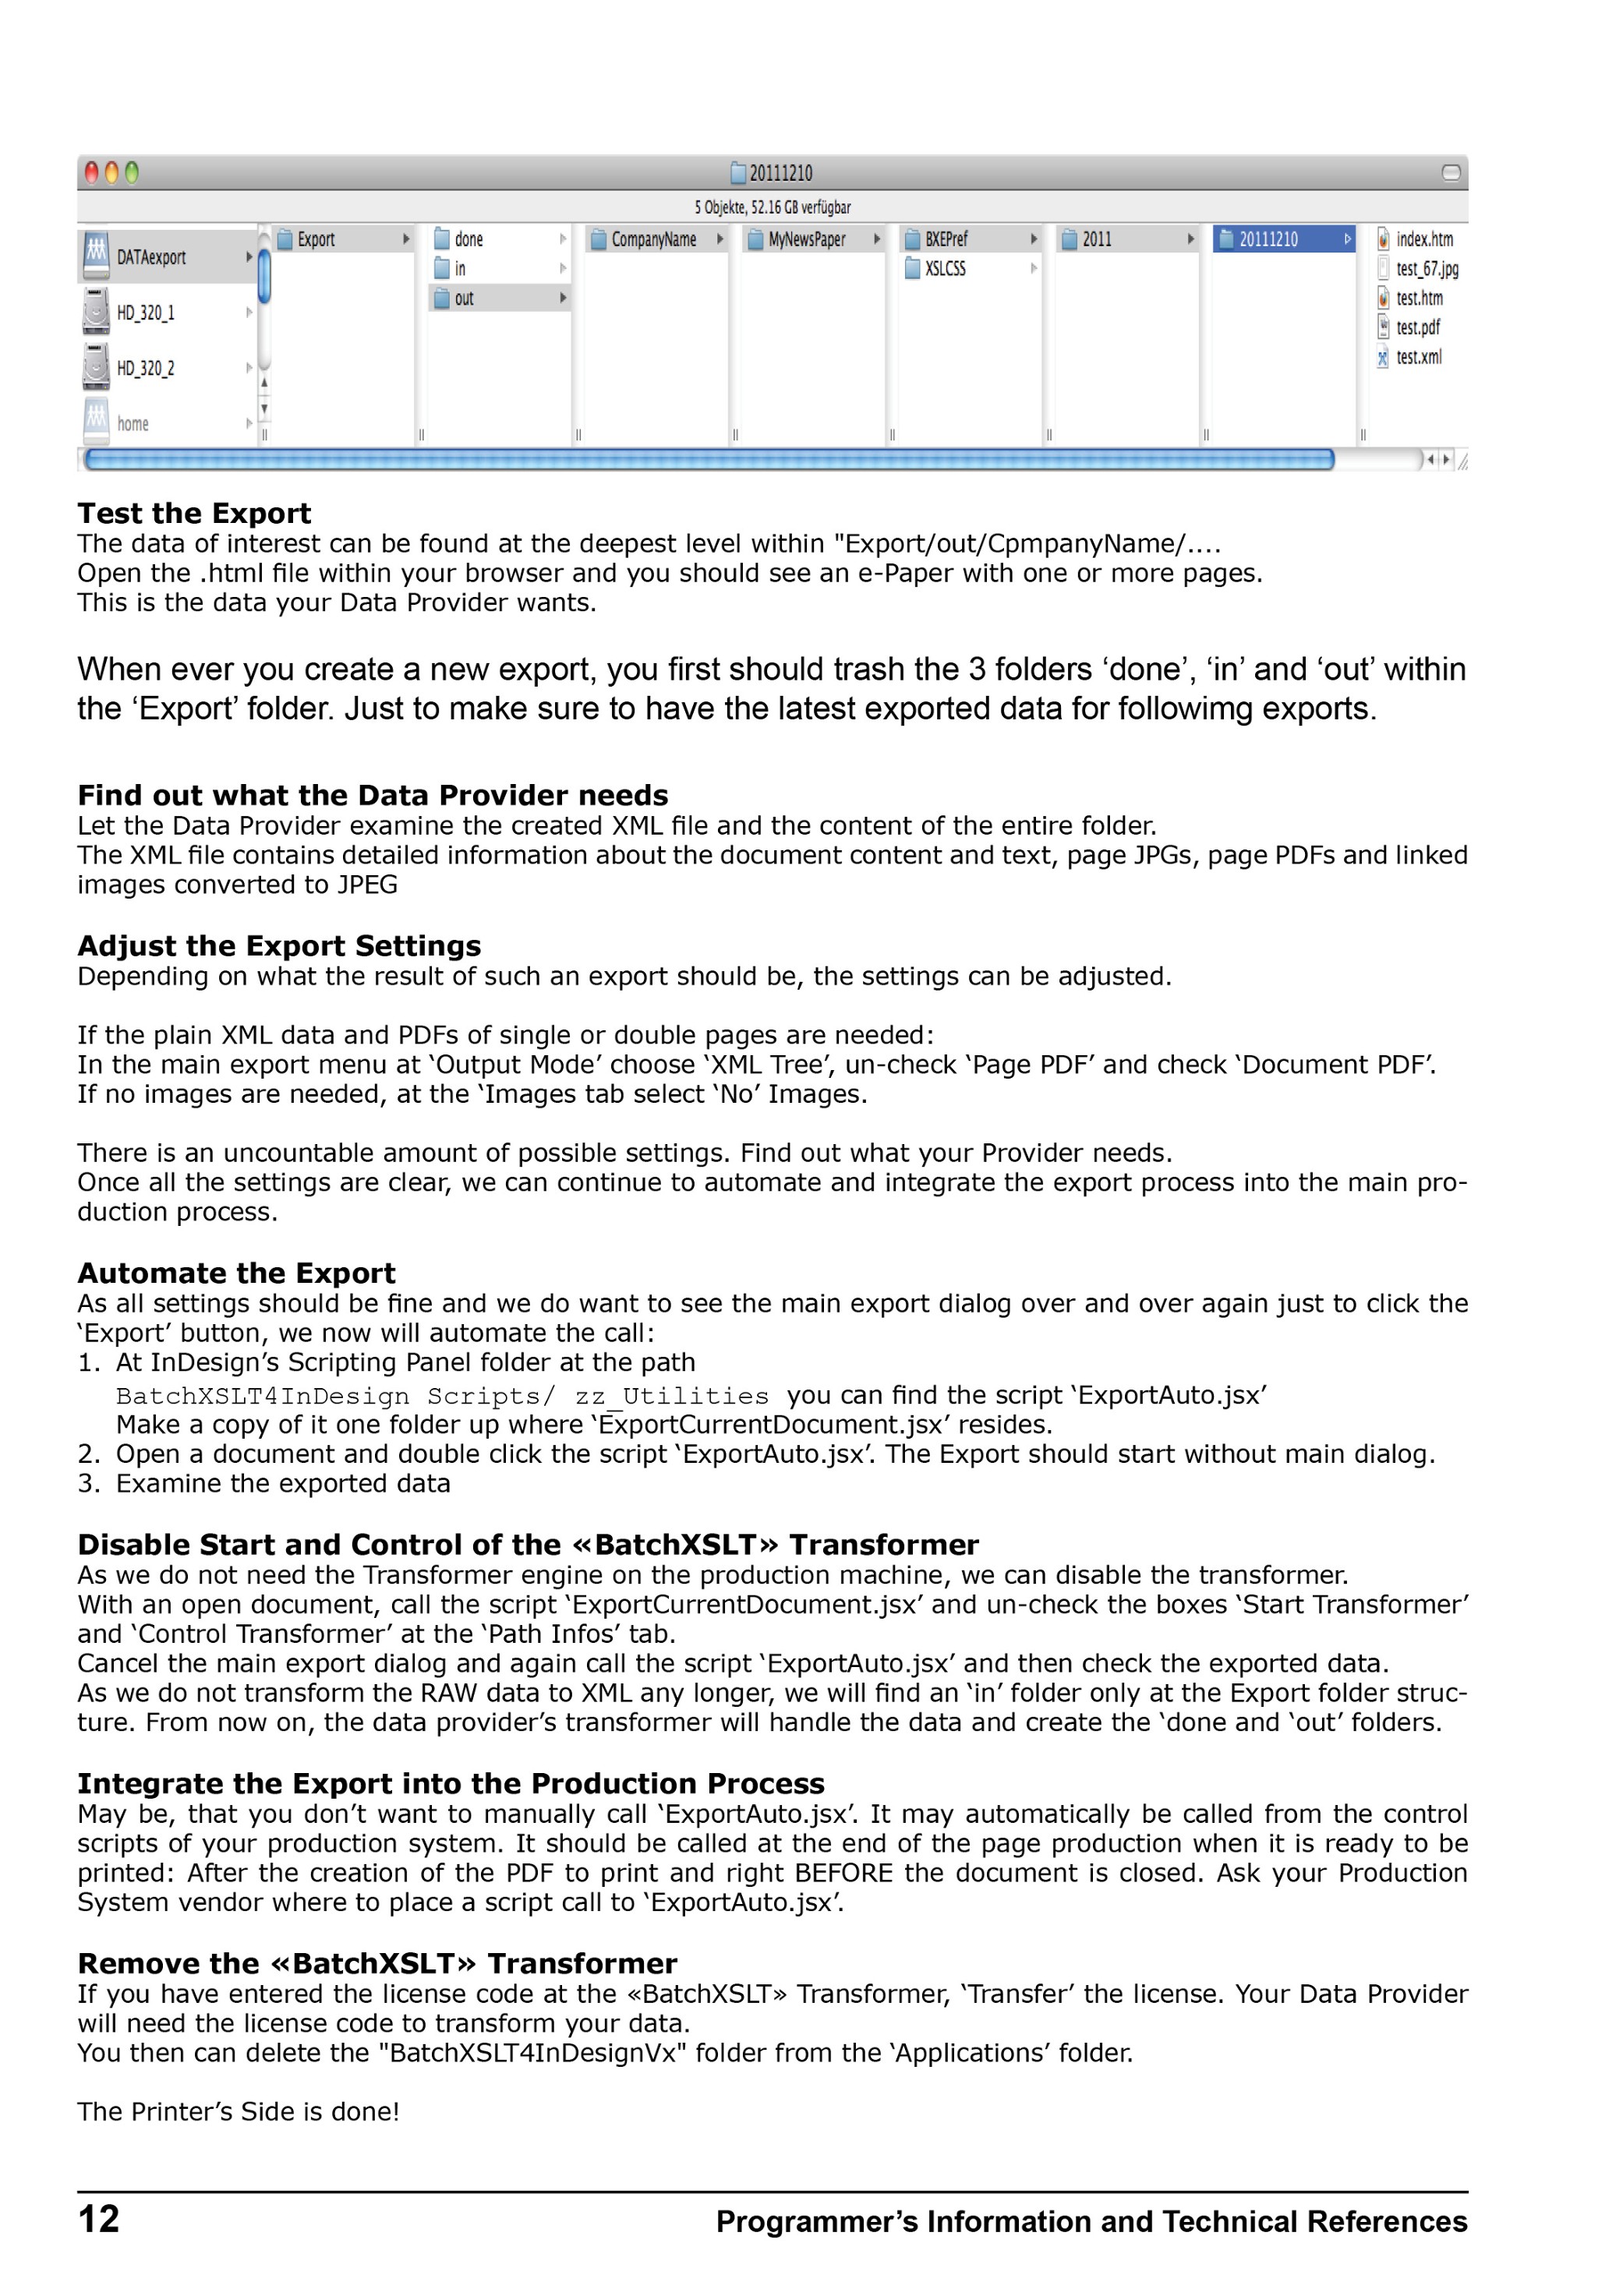 20111210
5 Objekte, 52.16 GB verfügbar
DATAexport
HD_320_1
HD_320_2
home
Export
done
in
out
CompanyName
MyNewsPaper
BXEPref
XSLCSS
2011
20111210
index.htm
test_67.jpg
test.htm
test.pdf
test.xml
Test the Export
The data of interest can be found at the deepest level within "Export/out/CpmpanyName/....
Open the .html file within your browser and you should see an e-Paper with one or more pages.
This is the data your Data Provider wants.
When ever you create a new export, you first should trash the 3 folders ‘done’, ‘in’ and ‘out’ within
the ‘Export’ folder. Just to make sure to have the latest exported data for followimg exports.
Find out what the Data Provider needs
Let the Data Provider examine the created XML file and the content of the entire folder.
The XML file contains detailed information about the document content and text, page JPGs, page PDFs and linked
images converted to JPEG
Adjust the Export Settings
Depending on what the result of such an export should be, the settings can be adjusted.
If the plain XML data and PDFs of single or double pages are needed:
In the main export menu at ‘Output Mode’ choose ‘XML Tree’, un-check ‘Page PDF’ and check ‘Document PDF’.
If no images are needed, at the ‘Images tab select ‘No’ Images.
There is an uncountable amount of possible settings. Find out what your Provider needs.
Once all the settings are clear, we can continue to automate and integrate the export process into the main pro-
duction process.
Automate the Export
As all settings should be fine and we do want to see the main export dialog over and over again just to click the
‘Export’ button, we now will automate the call:
1. At InDesign’s Scripting Panel folder at the path
BatchXSLT4InDesign Scripts/ zz_Utilities you can find the script ‘ExportAuto.jsx’
Make a copy of it one folder up where ‘ExportCurrentDocument.jsx’ resides.
2. Open a document and double click the script ‘ExportAuto.jsx’. The Export should start without main dialog.
3. Examine the exported data
Disable Start and Control of the «BatchXSLT» Transformer
As we do not need the Transformer engine on the production machine, we can disable the transformer.
With an open document, call the script ‘ExportCurrentDocument.jsx’ and un-check the boxes ‘Start Transformer’
and ‘Control Transformer’ at the ‘Path Infos’ tab.
Cancel the main export dialog and again call the script ‘ExportAuto.jsx’ and then check the exported data.
As we do not transform the RAW data to XML any longer, we will find an ‘in’ folder only at the Export folder struc-
ture. From now on, the data provider’s transformer will handle the data and create the ‘done and ‘out’ folders.
Integrate the Export into the Production Process
May be, that you don’t want to manually call ‘ExportAuto.jsx’. It may automatically be called from the control
scripts of your production system. It should be called at the end of the page production when it is ready to be
printed: After the creation of the PDF to print and right BEFORE the document is closed. Ask your Production
System vendor where to place a script call to ‘ExportAuto.jsx’.
Remove the «BatchXSLT» Transformer
If you have entered the license code at the «BatchXSLT» Transformer, ‘Transfer’ the license. Your Data Provider
will need the license code to transform your data.
You then can delete the "BatchXSLT4InDesignVx" folder from the ‘Applications’ folder.
The Printer’s Side is done!
12 Programmer’s Information and Technical References